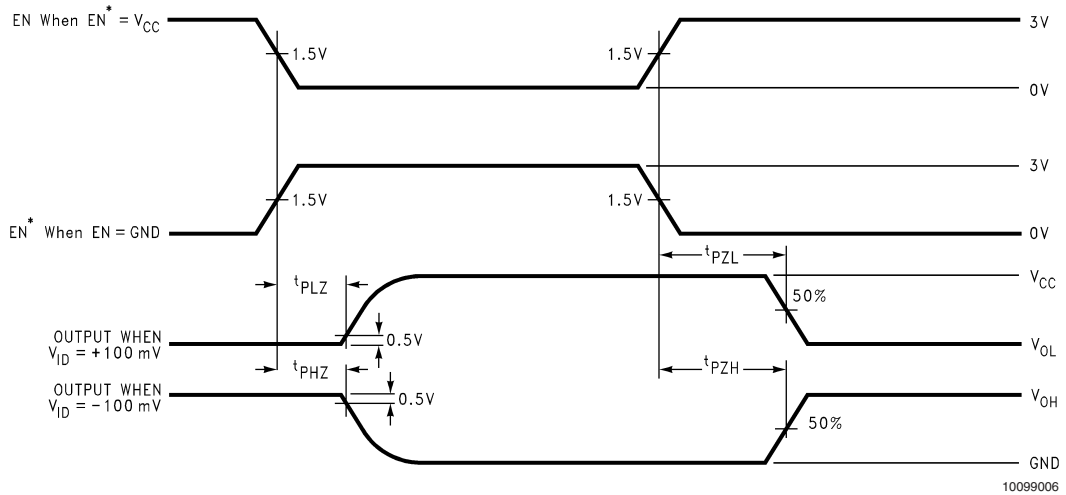 EN When EN* = VCC
3V
1.5V
1.5V
0V
3V
1.5V
1.5V
EN* When EN = GND
0V
tPZL
VCC
tPLZ
50%
0.5V
OUTPUT WHEN
VID = +100 mV
VOL
tPHZ
tPZH
OUTPUT WHEN
VID = −100 mV
0.5V
VOH
50%
GND
10099006